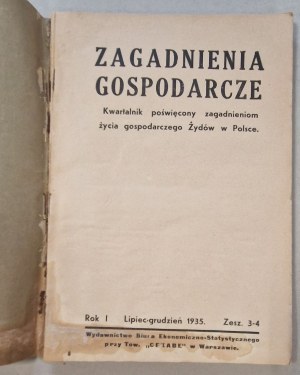 ZAGADNIENIA
GOSPODARCZE
Kwartalnik poświęcony zagadnieniom
życia gospodarczego Żydów w Polsce.
Rok I Lipiec-grudzień 1935. Zesz. 3-4
Wydawnictwo Biura Ekonomiczno-Statystycznego
przy Tow. „CEKABE” w Warszawie.